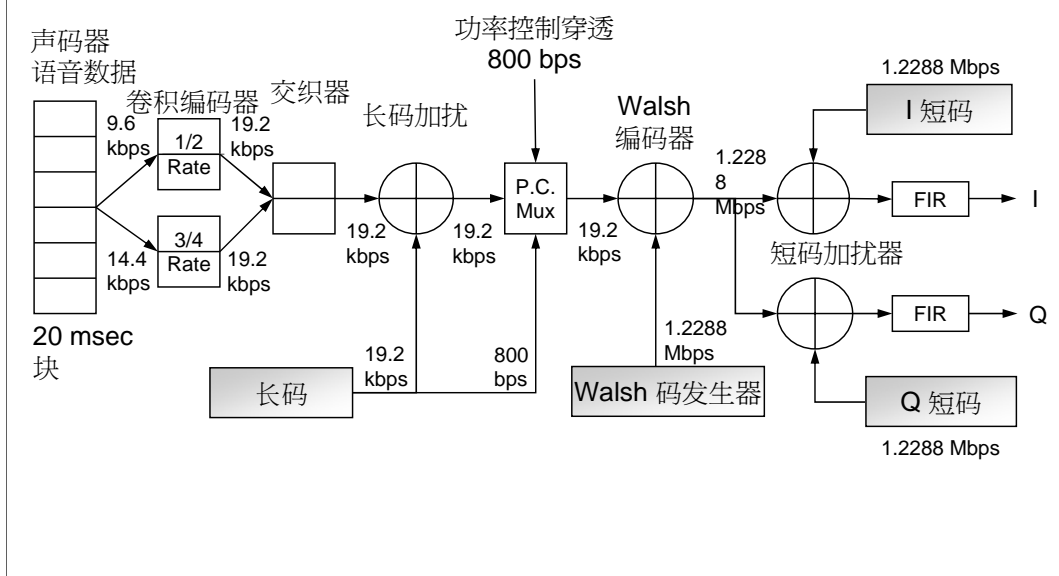 声码器
语音数据
功率控制穿透
800 bps
1.2288 Mbps
I 短码
卷积编码器
交织器
长码加扰
Walsh
编码器
9.6
kbps
1/2
Rate
19.2
kbps
1.228
8
Mbps
P.C.
Mux
FIR
I
14.4
kbps
3/4
Rate
19.2
kbps
19.2
kbps
19.2
kbps
19.2
kbps
短码加扰器
FIR
Q
20 msec
块
19.2
kbps
800
bps
1.2288
Mbps
长码
Walsh 码发生器
Q 短码
1.2288 Mbps